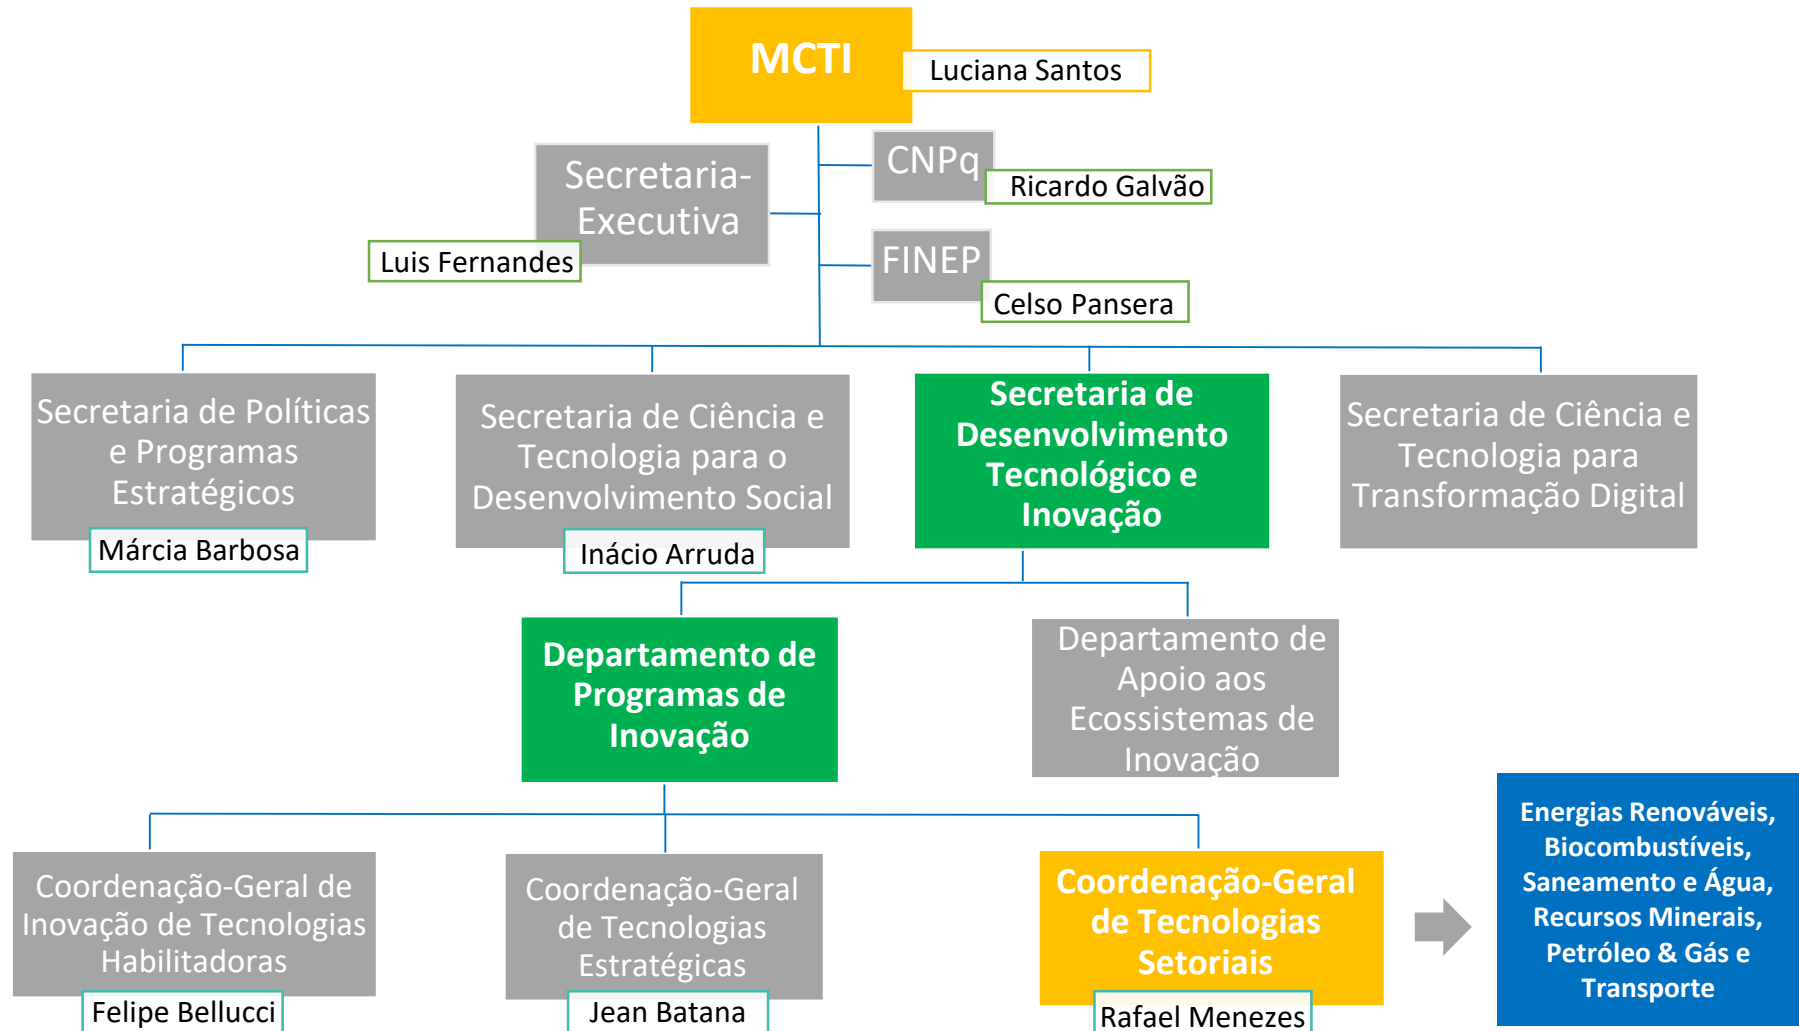 MCTI
Luciana Santos
Secretaria-
Executiva
Luis Fernandes
CNPq
Ricardo Galvão
FINEP
Celso Pansera
Secretaria de Políticas
e Programas
Estratégicos
Márcia Barbosa
Secretaria de Ciência e
Tecnologia para o
Desenvolvimento Social
Inácio Arruda
Secretaria de
Desenvolvimento
Tecnológico e
Inovação
Secretaria de Ciência e
Tecnologia para
Transformação Digital
Departamento de
Programas de
Inovação
Departamento de
Apoio aos
Ecossistemas de
Inovação
Coordenação-Geral de
Inovação de Tecnologias
Habilitadoras
Felipe Bellucci
Coordenação-Geral
de Tecnologias
Estratégicas
Jean Batana
Coordenação-Geral
de Tecnologias
Setoriais
Rafael Menezes
Energias Renováveis,
Biocombustíveis,
Saneamento e Água,
Recursos Minerais,
Petróleo & Gás e
Transporte